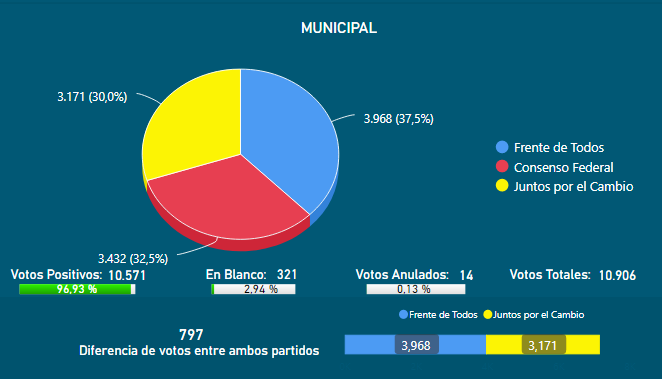 MUNICIPAL
3.171 (30,0%)
3.968 (37,5%)
Frente de Todos
Consenso Federal
Juntos por el Cambio
3.432 (32,5%)
Votos Positivos: 10.571
96,93 %
En Blanco: 321
2,94 %
Votos Anulados: 14
0,13 %
Votos Totales: 10.906
Frente de Todos Juntos por el Cambio
797
Diferencia de votos entre ambos partidos
3,968 3,171